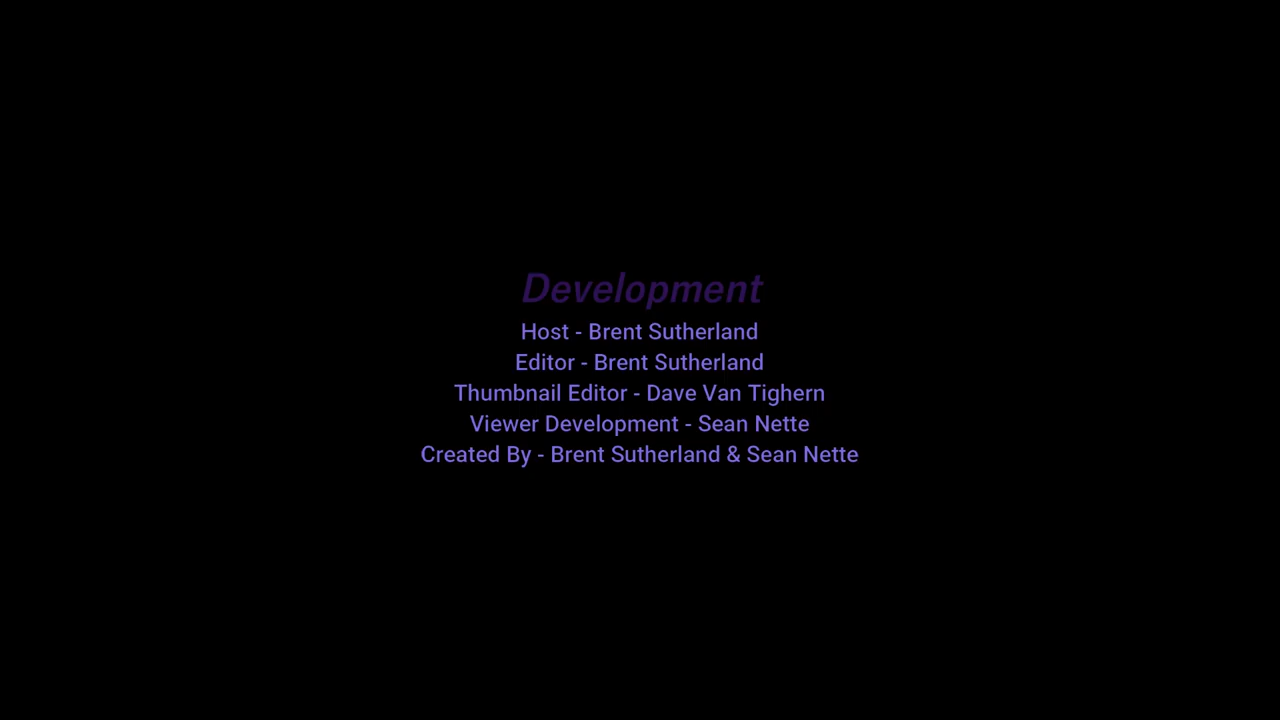 Development
Host - Brent Sutherland
Editor - Brent Sutherland
Thumbnail Editor - Dave Van Tighern
Viewer Development - Sean Nette
Created By - Brent Sutherland & Sean Nette